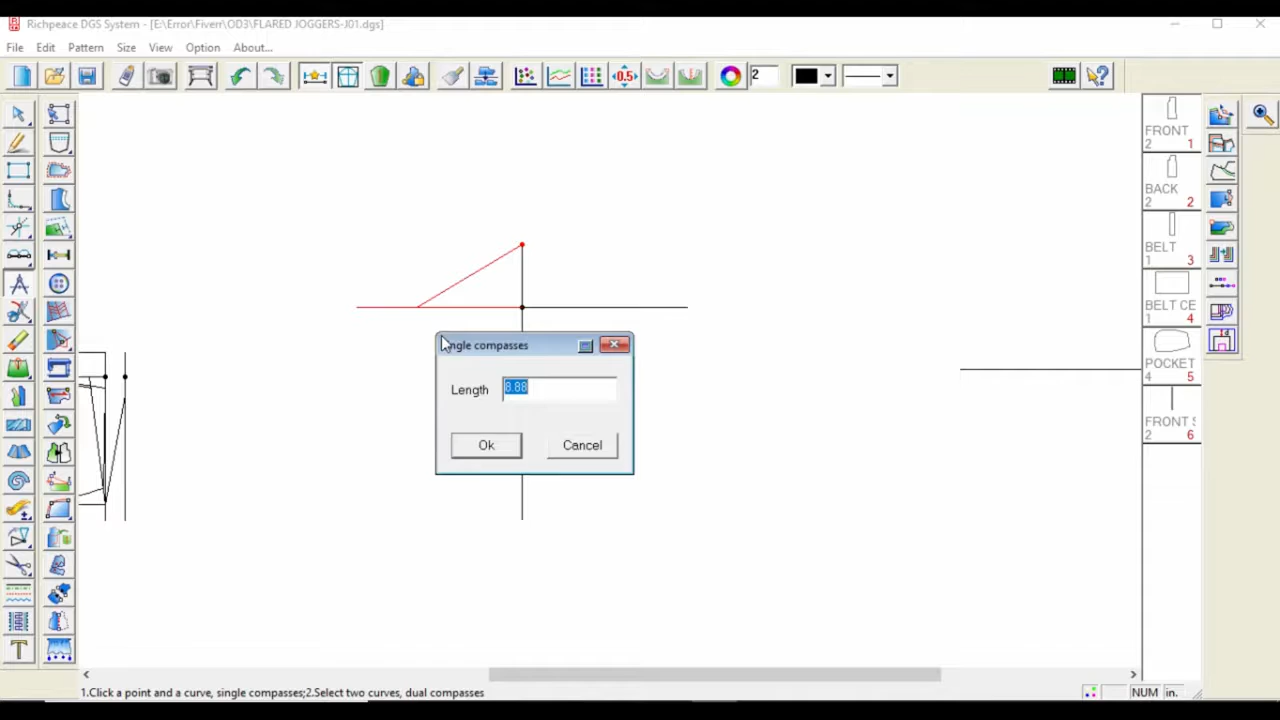 Richpeace DGS System - [E:\Error\Fiverr\OD3\FLARED JOGGERS-J01.dgs]
File Edit Pattern Size View Option About...
0.5 2
FRONT
2 1
BACK
2 2
BELT
1 3
BELT CE
1 4
POCKET
4 5
FRONT S
2 6
ngle compasses
Length 8.88
Ok Cancel
T
1.Click a point and a curve, single compasses;2.Select two curves, dual compasses
NUM in.